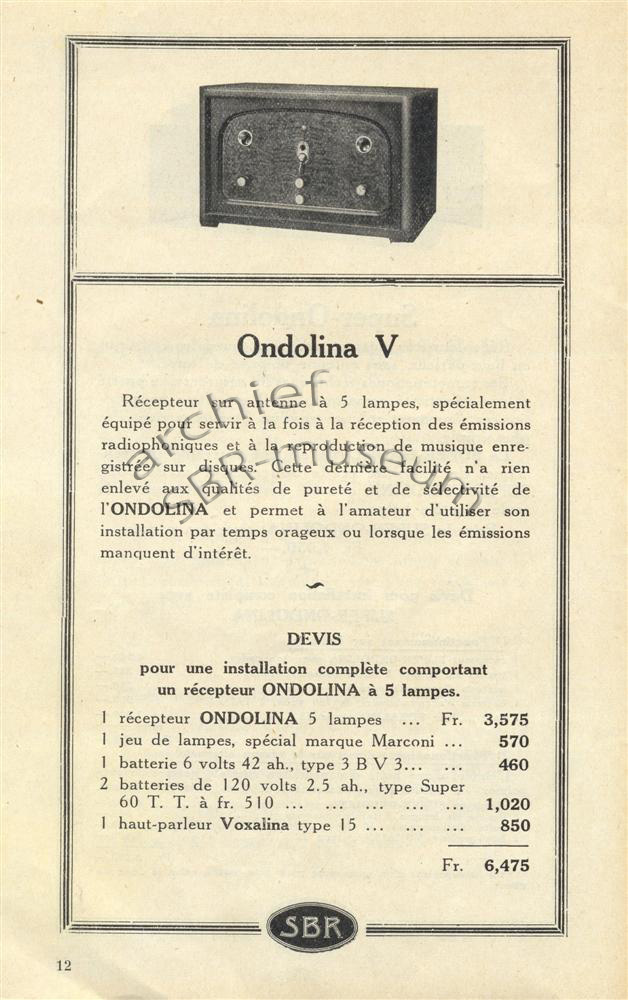 Ondolina V
Récepteur sur antenne à 5 lampes, spécialement
équipé pour servir à la fois à la réception des émissions
radiophoniques et à la reproduction de musique enre-
gistrée sur disques. Cette dernière facilité n'a rien
enlevé aux qualités de pureté et de sélectivité de
l'ONDOLINA et permet à l'amateur d'utiliser son
installation par temps orageux ou lorsque les émissions
manquent d'intérêt.
archief
SBR-museum
DEVIS
pour une installation complète comportant
un récepteur ONDOLINA à 5 lampes.
1 récepteur ONDOLINA 5 lampes ... Fr. 3,575
1 jeu de lampes, spécial marque Marconi ... 570
1 batterie 6 volts 42 ah., type 3 B V 3... ... 460
2 batteries de 120 volts 2.5 ah., type Super
60 T. T. à fr. 510 ... ... ... ... ... 1,020
1 haut-parleur Voxalina type 15 ... ... ... 850
Fr. 6,475
SBR
12